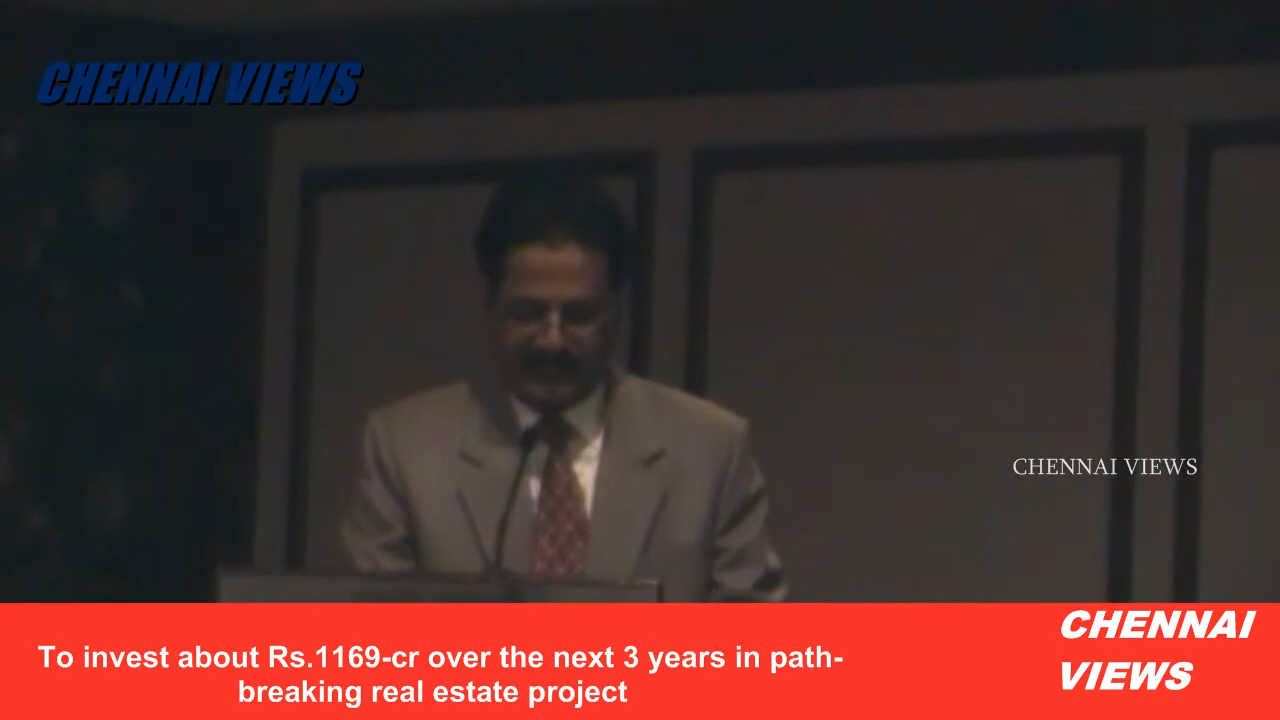 CHENNAI VIEWS
CHENNAI VIEWS
To invest about Rs.1169-cr over the next 3 years in path-
breaking real estate project
CHENNAI
VIEWS